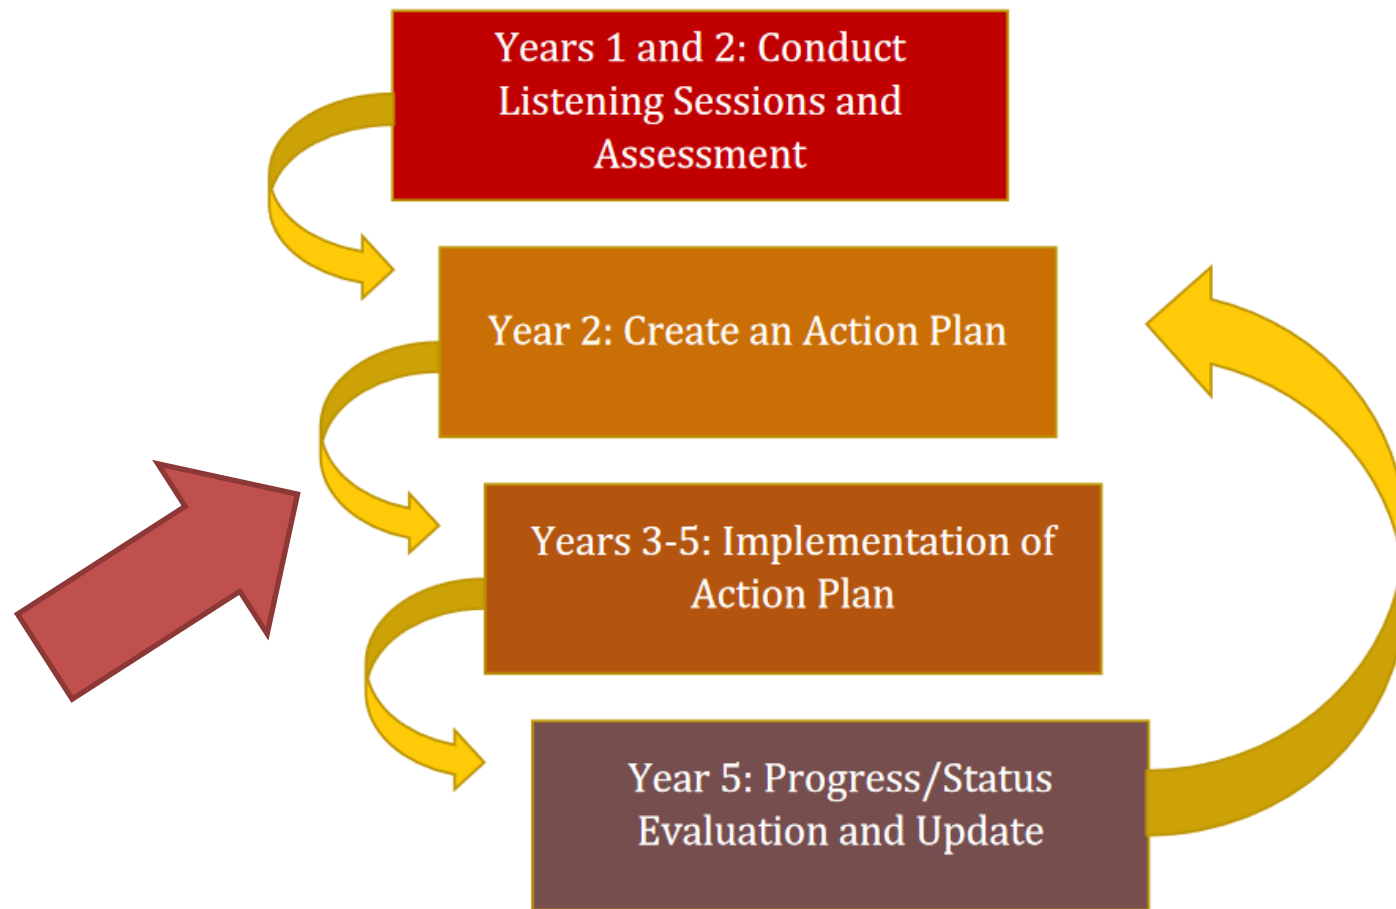 Years 1 and 2: Conduct
Listening Sessions and
Assessment
Year 2: Create an Action Plan
Years 3-5: Implementation of
Action Plan
Year 5: Progress/Status
Evaluation and Update